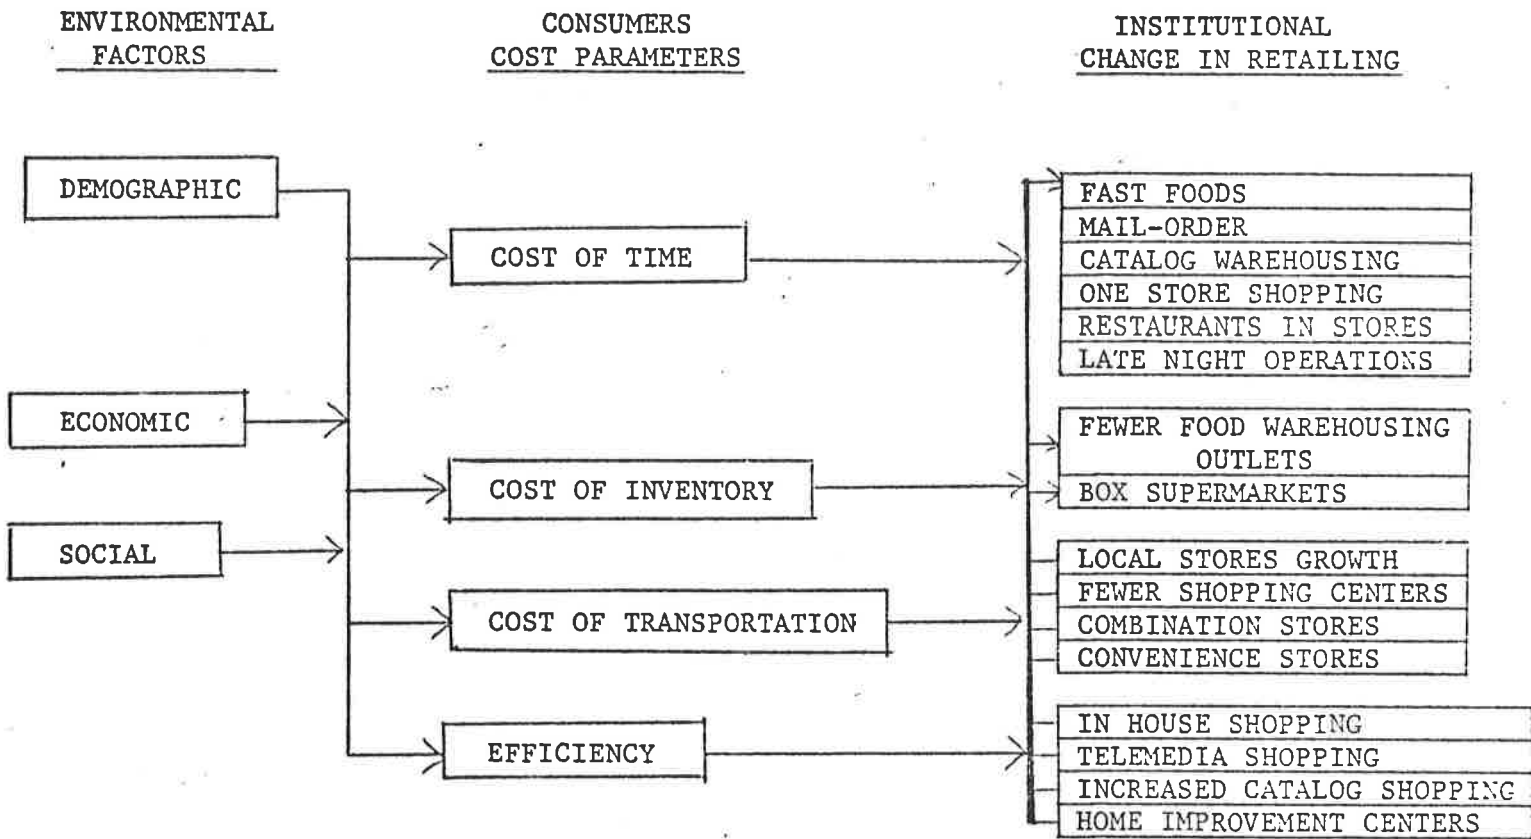 ENVIRONMENTAL
FACTORS
CONSUMERS
COST PARAMETERS
INSTITUTIONAL
CHANGE IN RETAILING
DEMOGRAPHIC
ECONOMIC
SOCIAL
COST OF TIME
COST OF INVENTORY
COST OF TRANSPORTATION
EFFICIENCY
FAST FOODS
MAIL-ORDER
CATALOG WAREHOUSING
ONE STORE SHOPPING
RESTAURANTS IN STORES
LATE NIGHT OPERATIONS
FEWER FOOD WAREHOUSING
OUTLETS
BOX SUPERMARKETS
LOCAL STORES GROWTH
FEWER SHOPPING CENTERS
COMBINATION STORES
CONVENIENCE STORES
IN HOUSE SHOPPING
TELEMEDIA SHOPPING
INCREASED CATALOG SHOPPING
HOME IMPROVEMENT CENTERS